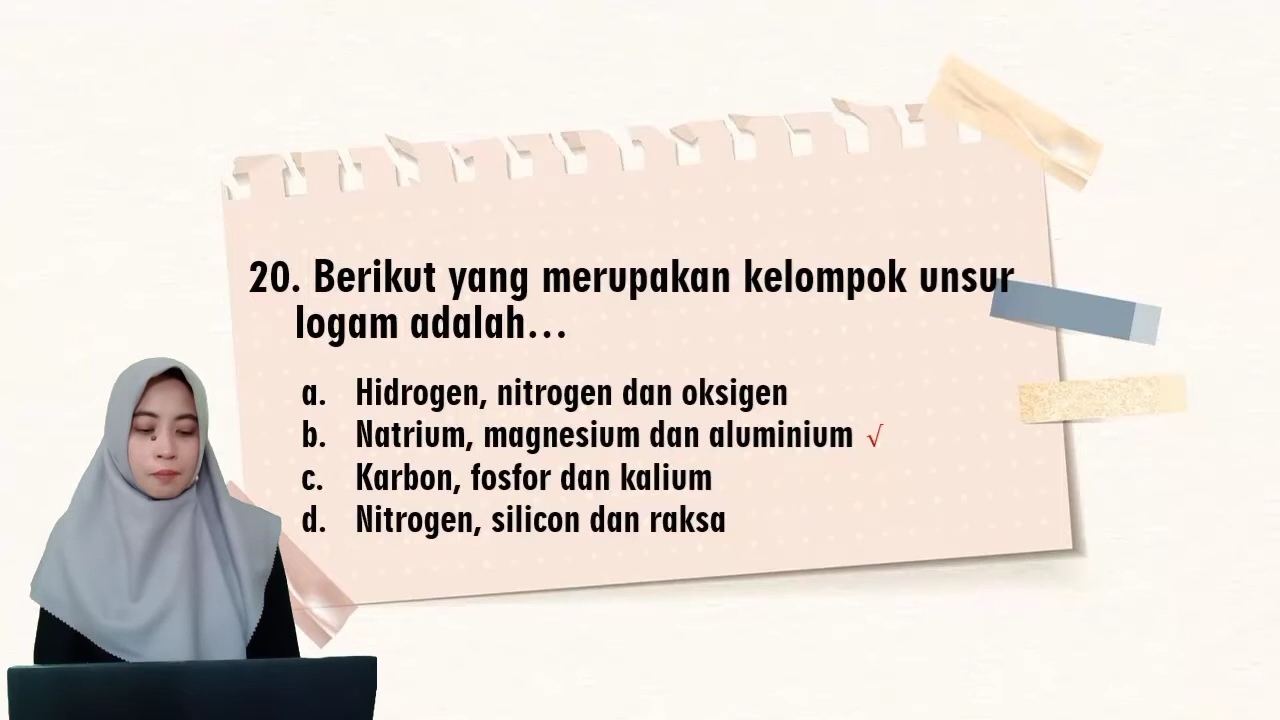 20. Berikut yang merupakan kelompok unsur
logam adalah...
a. Hidrogen, nitrogen dan oksigen
b. Natrium, magnesium dan aluminium √
c. Karbon, fosfor dan kalium
d. Nitrogen, silicon dan raksa